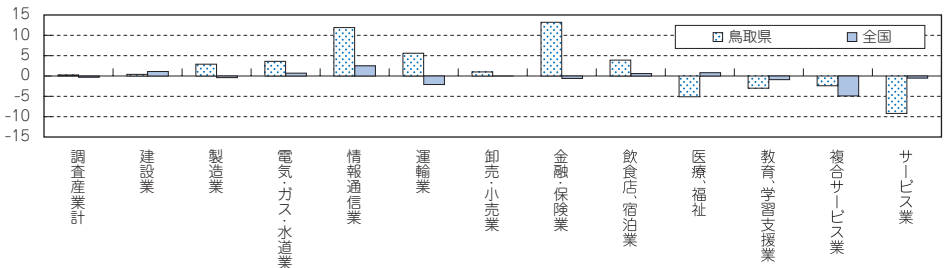 15
10
5
0
-5
-10
-15
鳥取県
全国
調査産業計
建設業
製造業
電気・ガス・水道業
情報通信業
運輸業
卸売・小売業
金融・保険業
飲食店、宿泊業
医療、福祉
教育、学習支援業
複合サービス業
サービス業